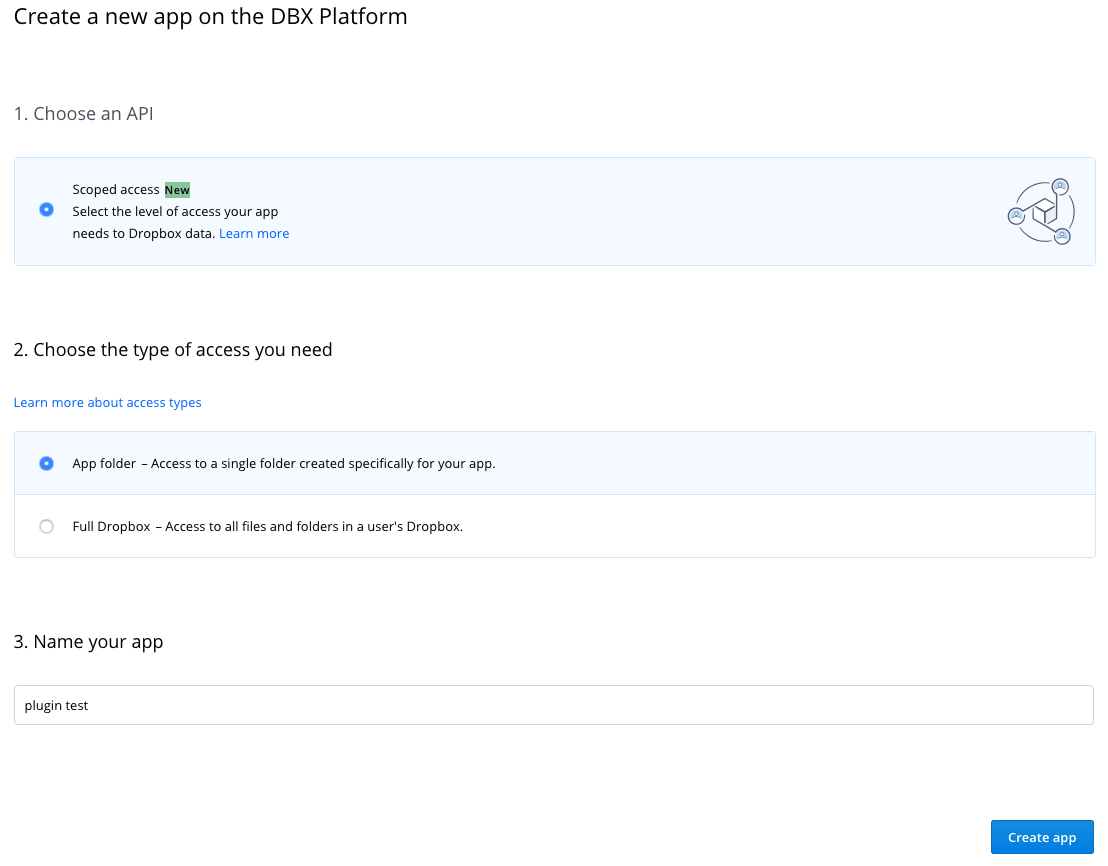 Create a new app on the DBX Platform
1. Choose an API
Scoped access New
Select the level of access your app
needs to Dropbox data. Learn more
2. Choose the type of access you need
Learn more about access types
App folder – Access to a single folder created specifically for your app.
Full Dropbox – Access to all files and folders in a user's Dropbox.
3. Name your app
plugin test
Create app